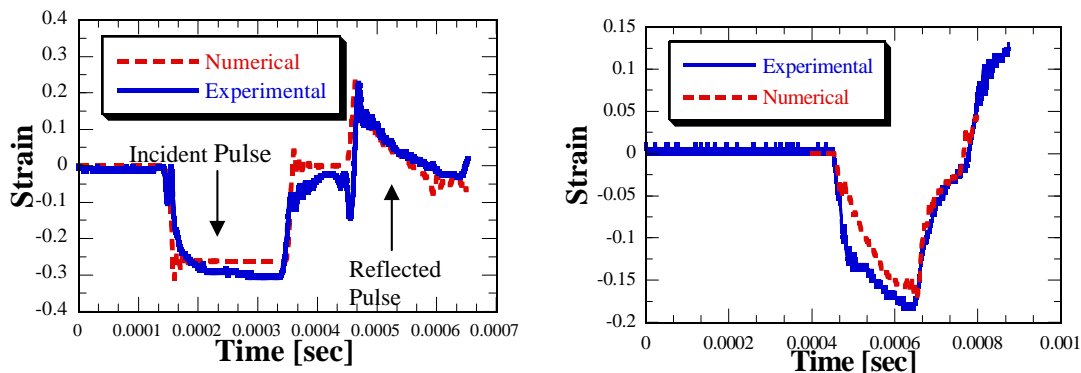 0.4
0.3
0.2
0.1
0
-0.1
-0.2
-0.3
-0.4
Strain
Numerical
Experimental
Incident Pulse
Reflected
Pulse
0 0.0001 0.0002 0.0003 0.0004 0.0005 0.0006 0.0007
Time [sec]
0.15
0.1
0.05
0
-0.05
-0.1
-0.15
-0.2
Strain
Experimental
Numerical
0 0.0002 0.0004 0.0006 0.0008 0.001
Time [sec]